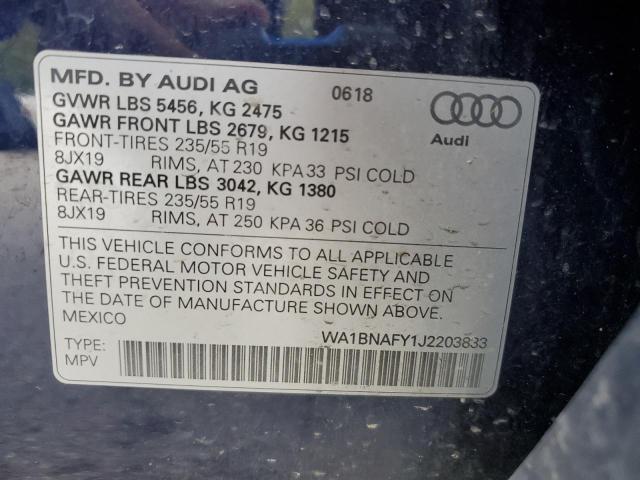 MFD. BY AUDI AG 0618
GVWR LBS 5456, KG 2475
GAWR FRONT LBS 2679, KG 1215
FRONT-TIRES 235/55 R19
8JX19 RIMS, AT 230 KPA 33 PSI COLD
GAWR REAR LBS 3042, KG 1380
REAR-TIRES 235/55 R19
8JX19 RIMS, AT 250 KPA 36 PSI COLD
Audi
THIS VEHICLE CONFORMS TO ALL APPLICABLE
U.S. FEDERAL MOTOR VEHICLE SAFETY AND
THEFT PREVENTION STANDARDS IN EFFECT ON
THE DATE OF MANUFACTURE SHOWN ABOVE.
MEXICO
WA1BNAFY1J2203833
TYPE:
MPV